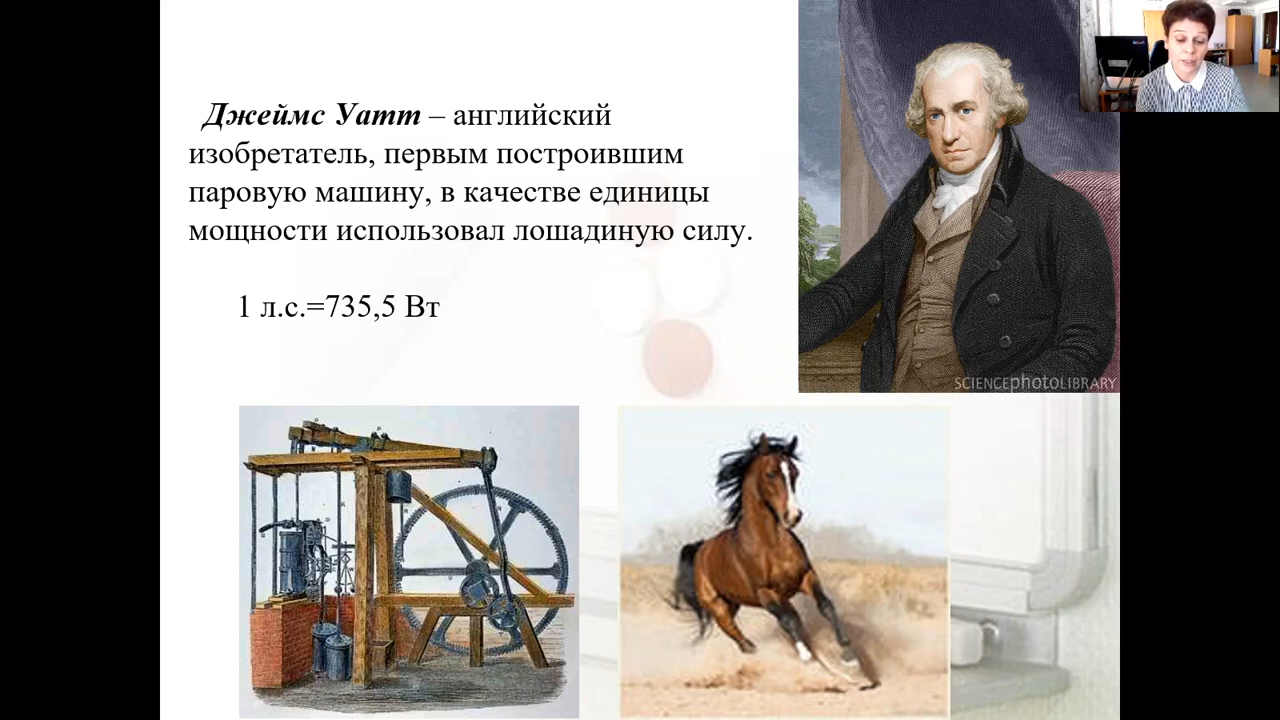 Джеймс Уатт – английский
изобретатель, первым построившим
паровую машину, в качестве единицы
мощности использовал лошадиную силу.
1 л.с.=735,5 Вт
SCIENCEphotoLIBRARY